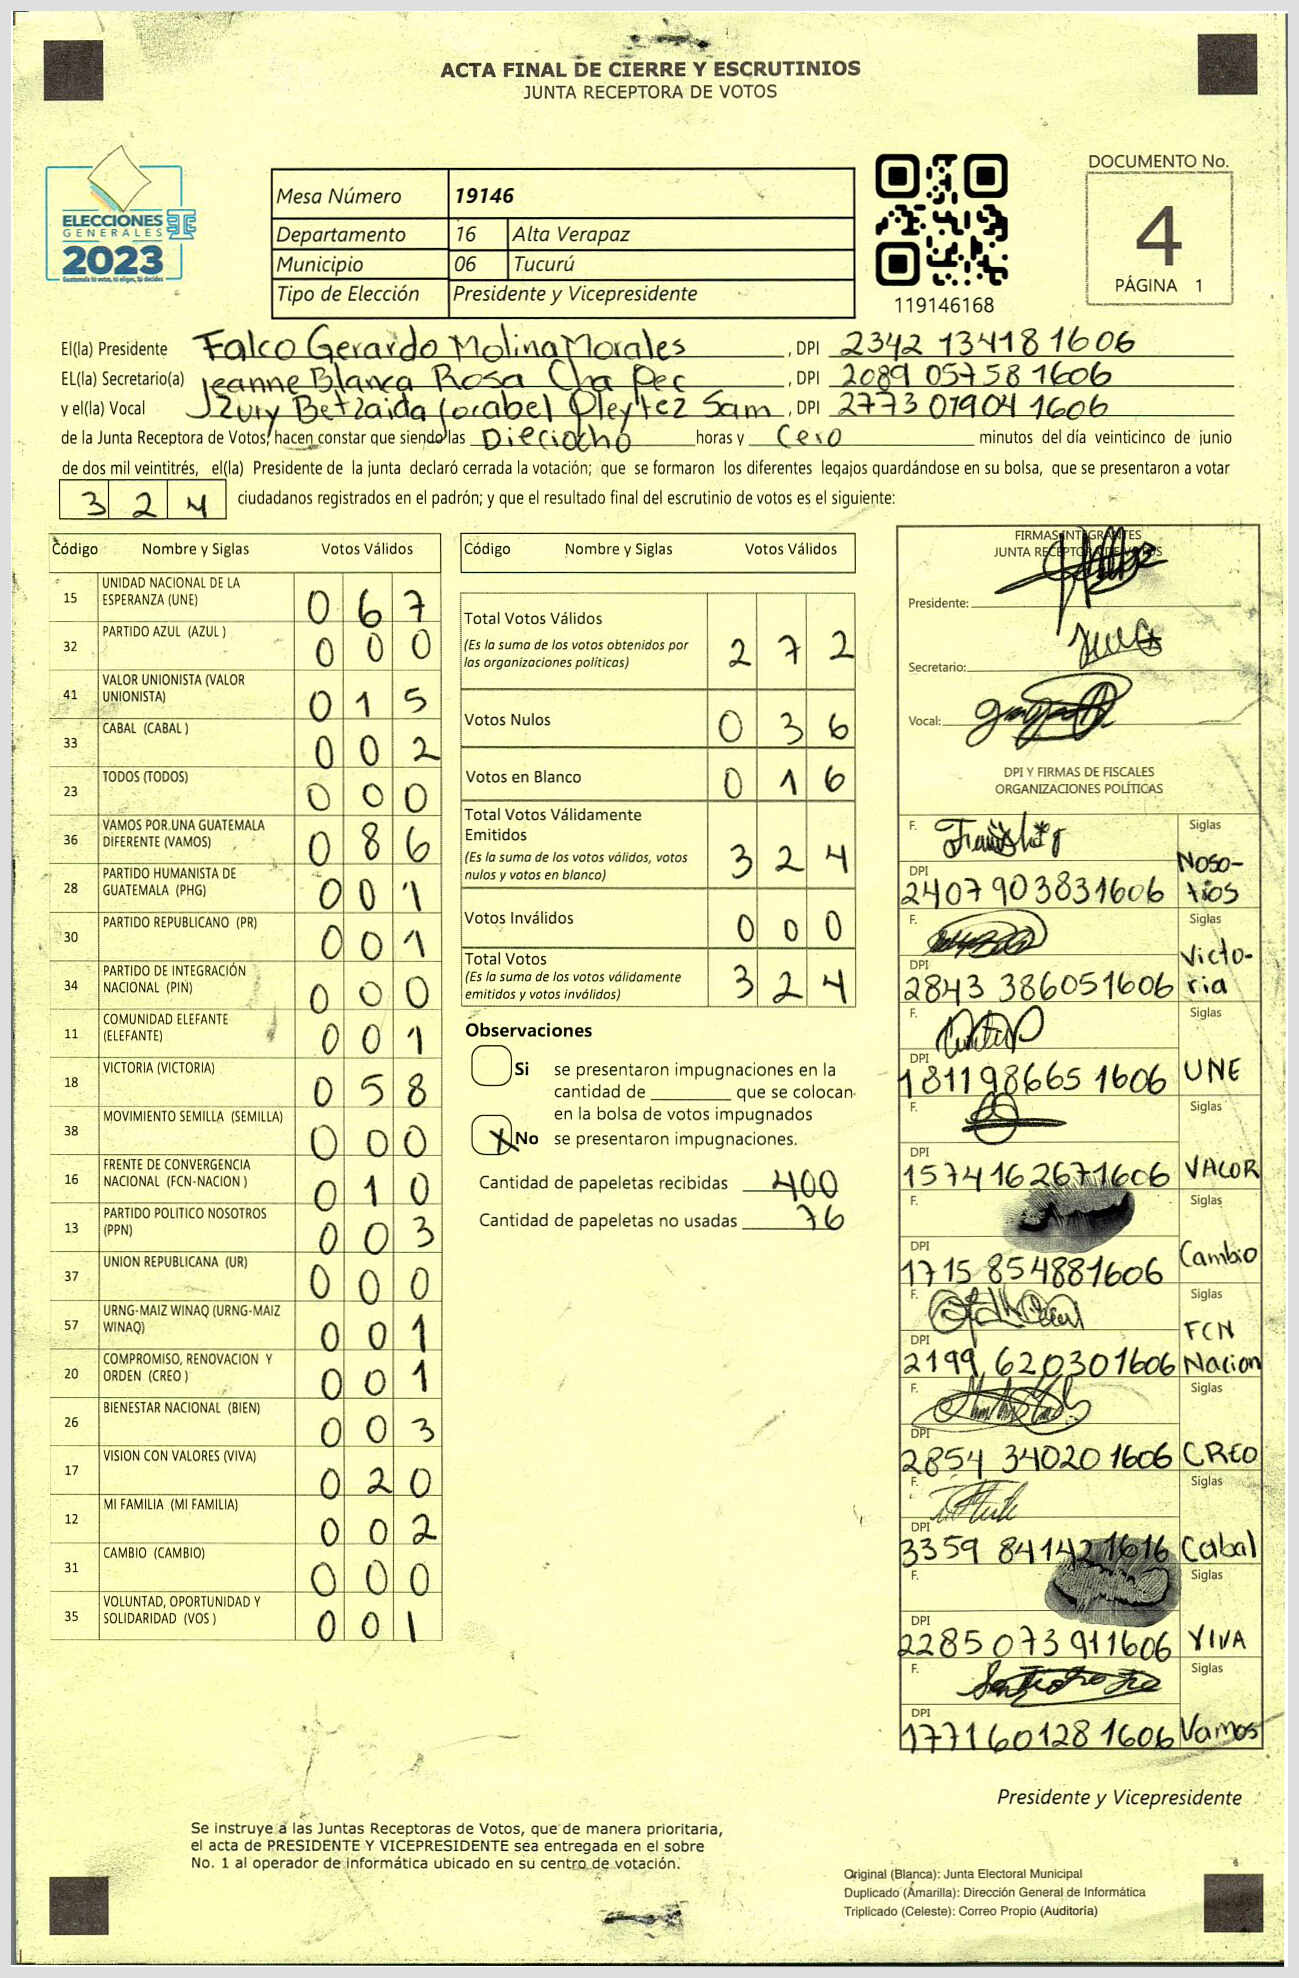 ACTA FINAL DE CIERRE Y ESCRUTINIOS
JUNTA RECEPTORA DE VOTOS
ELECCIONES
GENERALES
2023
Mesa Número 19146
Departamento 16 Alta Verapaz
Municipio 06 Tucurú
Tipo de Elección Presidente y Vicepresidente
119146168
DOCUMENTO No.
4
PÁGINA 1
El(la) Presidente Falco Gerardo Molina Morales , DPI 2342 13418 1606
EL(la) Secretario(a) Jeanne Blanca Rosa Cha Pec , DPI 2089 05758 1606
y el(la) Vocal Betzaida Sam , DPI 2773 01904 1606
de la Junta Receptora de Votos, hacen constar que siendo las Dieciocho horas y Cero minutos del día veinticinco de junio
de dos mil veintitrés, el(la) Presidente de la junta declaró cerrada la votación; que se formaron los diferentes legajos quardándose en su bolsa, que se presentaron a votar
3 2 4 ciudadanos registrados en el padrón; y que el resultado final del escrutinio de votos es el siguiente:
Código Nombre y Siglas Votos Válidos
15 UNIDAD NACIONAL DE LA ESPERANZA (UNE) 0 6 7
32 PARTIDO AZUL (AZUL ) 0 0 0
41 VALOR UNIONISTA (VALOR UNIONISTA) 0 1 5
33 CABAL (CABAL ) 0 0 2
23 TODOS (TODOS) 0 0 0
36 VAMOS POR UNA GUATEMALA DIFERENTE (VAMOS) 0 8 6
28 PARTIDO HUMANISTA DE GUATEMALA (PHG) 0 0 1
30 PARTIDO REPUBLICANO (PR) 0 0 1
34 PARTIDO DE INTEGRACIÓN NACIONAL (PIN) 0 0 0
11 COMUNIDAD ELEFANTE (ELEFANTE) 0 0 1
18 VICTORIA (VICTORIA) 0 5 8
38 MOVIMIENTO SEMILLA (SEMILLA) 0 0 0
16 FRENTE DE CONVERGENCIA NACIONAL (FCN-NACION ) 0 1 0
13 PARTIDO POLITICO NOSOTROS (PPN) 0 0 3
37 UNION REPUBLICANA (UR) 0 0 0
57 URNG-MAIZ WINAQ (URNG-MAIZ WINAQ) 0 0 1
20 COMPROMISO, RENOVACION Y ORDEN (CREO ) 0 0 1
26 BIENESTAR NACIONAL (BIEN) 0 0 3
17 VISION CON VALORES (VIVA) 0 2 0
12 MI FAMILIA (MI FAMILIA) 0 0 2
31 CAMBIO (CAMBIO) 0 0 0
35 VOLUNTAD, OPORTUNIDAD Y SOLIDARIDAD (VOS ) 0 0 1
Código Nombre y Siglas Votos Válidos
Total Votos Válidos
(Es la suma de los votos obtenidos por
las organizaciones políticas) 2 7 2
Votos Nulos 0 3 6
Votos en Blanco 0 1 6
Total Votos Válidamente
Emitidos
(Es la suma de los votos válidos, votos
nulos y votos en blanco) 3 2 4
Votos Inválidos 0 0 0
Total Votos
(Es la suma de los votos válidamente
emitidos y votos inválidos) 3 2 4
Observaciones
Si se presentaron impugnaciones en la
cantidad de ________ que se colocan
en la bolsa de votos impugnados
X No se presentaron impugnaciones.
Cantidad de papeletas recibidas 400
Cantidad de papeletas no usadas 76
FIRMAS INTEGRANTES
JUNTA RECEPTORA DE VOTOS
Presidente:
Secretario:
Vocal:
DPI Y FIRMAS DE FISCALES
ORGANIZACIONES POLÍTICAS
F. Siglas
Noso-
tros
DPI
2407 90383 1606
F. Siglas
Victo-
ria
DPI
2843 38605 1606
F. Siglas
DPI
1811 98665 1606 UNE
F. Siglas
DPI
1574 16267 1606 VALOR
F. Siglas
DPI
1715 85488 1606 Cambio
F. Siglas
FCN
DPI
2199 62030 1606 Nacion
F. Siglas
DPI
2854 34020 1606 CREO
F. Siglas
DPI
3359 84142 1616 Cabal
F. Siglas
DPI
2285 07391 1606 VIVA
F. Siglas
DPI
1771 60128 1606 Vamos
Presidente y Vicepresidente
Se instruye a las Juntas Receptoras de Votos, que de manera prioritaria,
el acta de PRESIDENTE Y VICEPRESIDENTE sea entregada en el sobre
No. 1 al operador de informática ubicado en su centro de votación.
Original (Blanca): Junta Electoral Municipal
Duplicado (Amarilla): Dirección General de Informática
Triplicado (Celeste): Correo Propio (Auditoría)